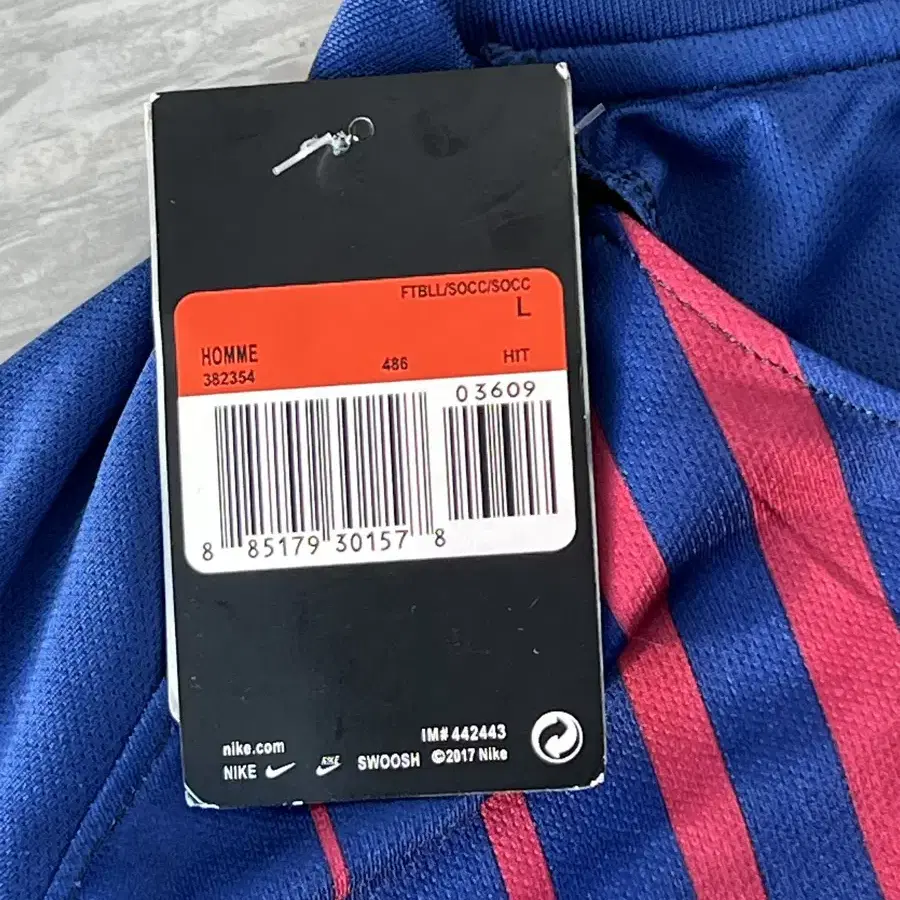 FTBLL/SOCC/SOCC
L
HOMME
382354 486 HIT
03609
8 85179 30157 8
nike.com IM# 442443
NIKE NIKE SWOOSH ©2017 Nike